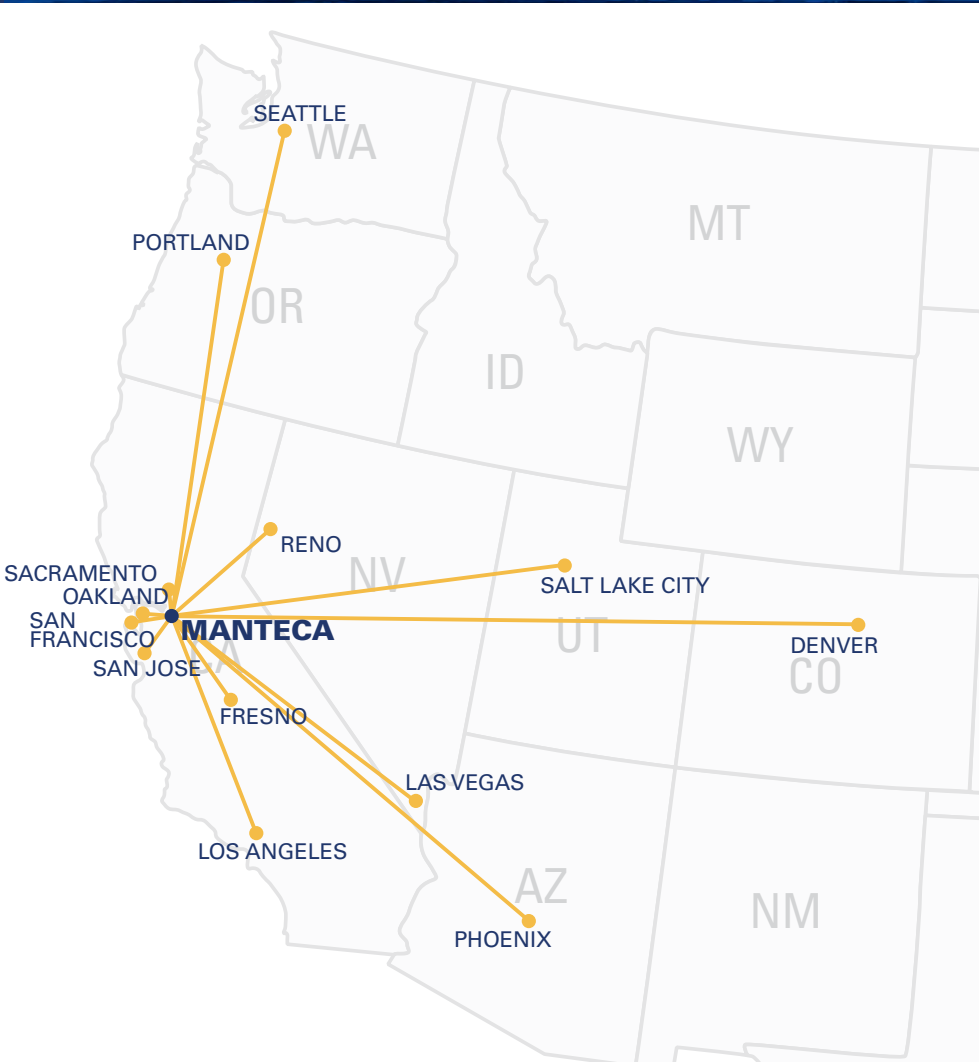 SEATTLE
WA
MT
PORTLAND
OR
ID
WY
RENO
SACRAMENTO
NV
SALT LAKE CITY
OAKLAND
SAN
FRANCISCO
MANTECA
UT
DENVER
CA
SAN JOSE
CO
FRESNO
LAS VEGAS
LOS ANGELES
AZ
NM
PHOENIX